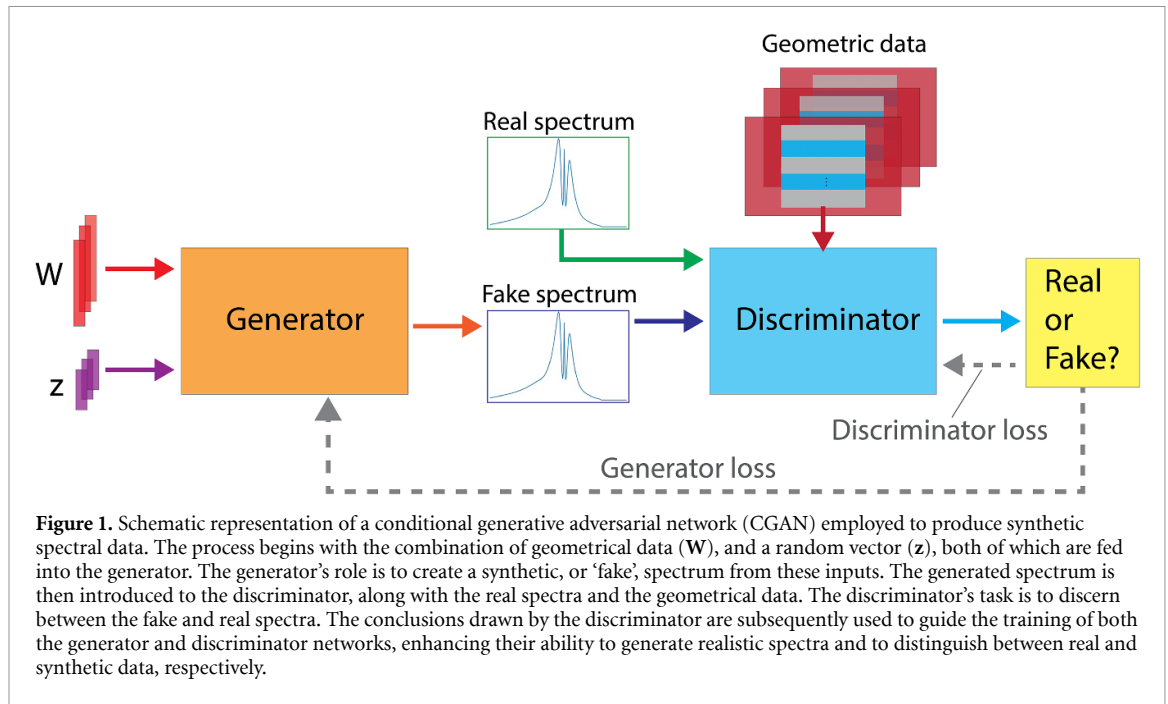 Geometric data
Real spectrum
⋮
W
z
Generator
Fake spectrum
Discriminator
Real
or
Fake?
Discriminator loss
Generator loss
Figure 1. Schematic representation of a conditional generative adversarial network (CGAN) employed to produce synthetic
spectral data. The process begins with the combination of geometrical data (W), and a random vector (z), both of which are fed
into the generator. The generator’s role is to create a synthetic, or ‘fake’, spectrum from these inputs. The generated spectrum is
then introduced to the discriminator, along with the real spectra and the geometrical data. The discriminator’s task is to discern
between the fake and real spectra. The conclusions drawn by the discriminator are subsequently used to guide the training of both
the generator and discriminator networks, enhancing their ability to generate realistic spectra and to distinguish between real and
synthetic data, respectively.